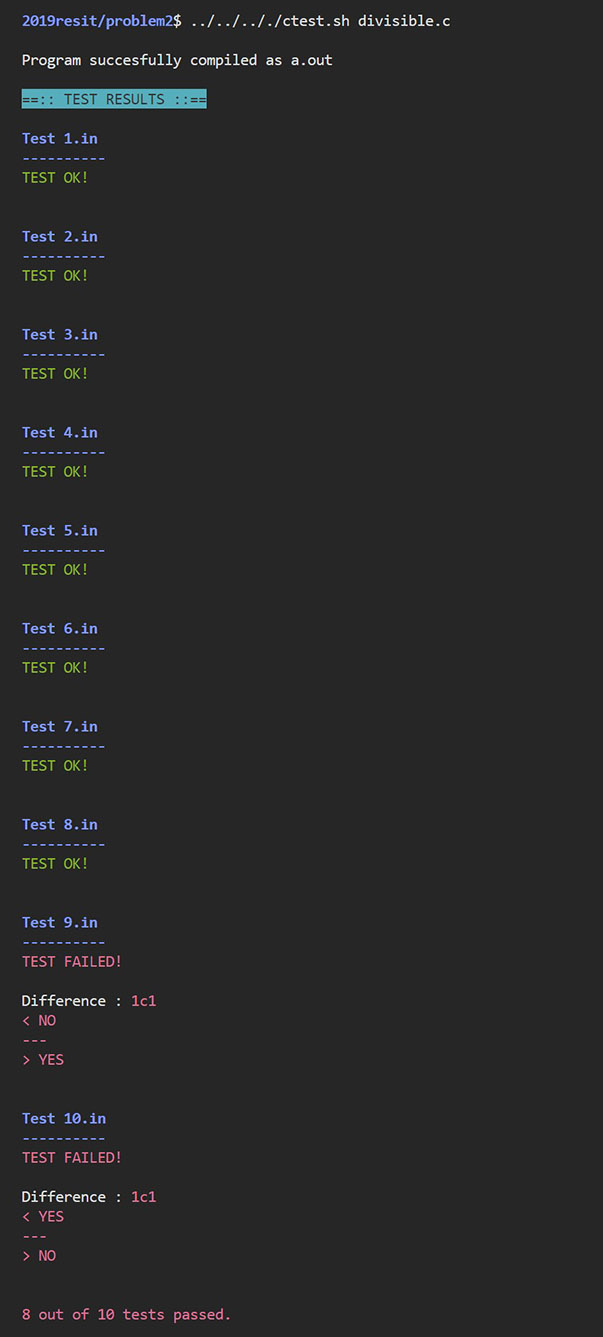 2019resit/problem2$ ../../.././ctest.sh divisible.c
Program succesfully compiled as a.out
==:: TEST RESULTS ::==
Test 1.in
----------
TEST OK!
Test 2.in
----------
TEST OK!
Test 3.in
----------
TEST OK!
Test 4.in
----------
TEST OK!
Test 5.in
----------
TEST OK!
Test 6.in
----------
TEST OK!
Test 7.in
----------
TEST OK!
Test 8.in
----------
TEST OK!
Test 9.in
----------
TEST FAILED!
Difference : 1c1
< NO
---
> YES
Test 10.in
----------
TEST FAILED!
Difference : 1c1
< YES
---
> NO
8 out of 10 tests passed.